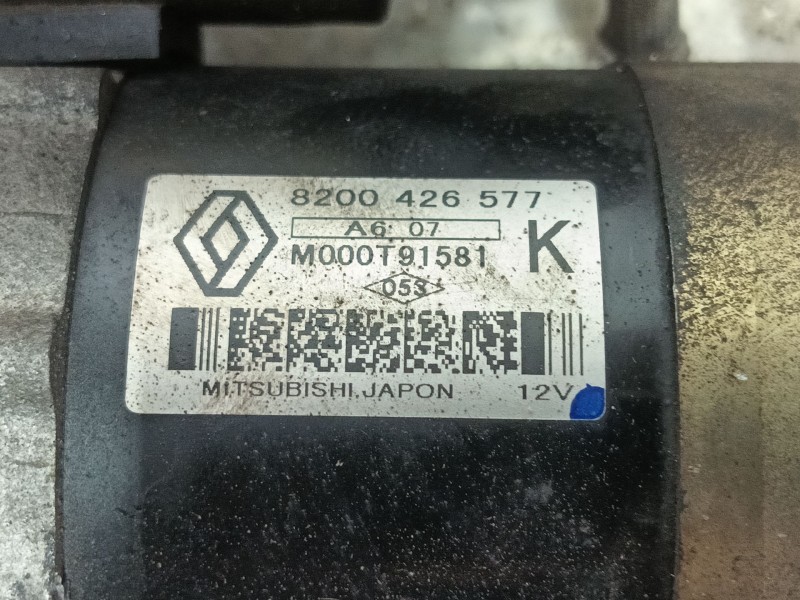 8200 426 577
A6 07
M000T91581 K
053
MITSUBISHI.JAPON 12V